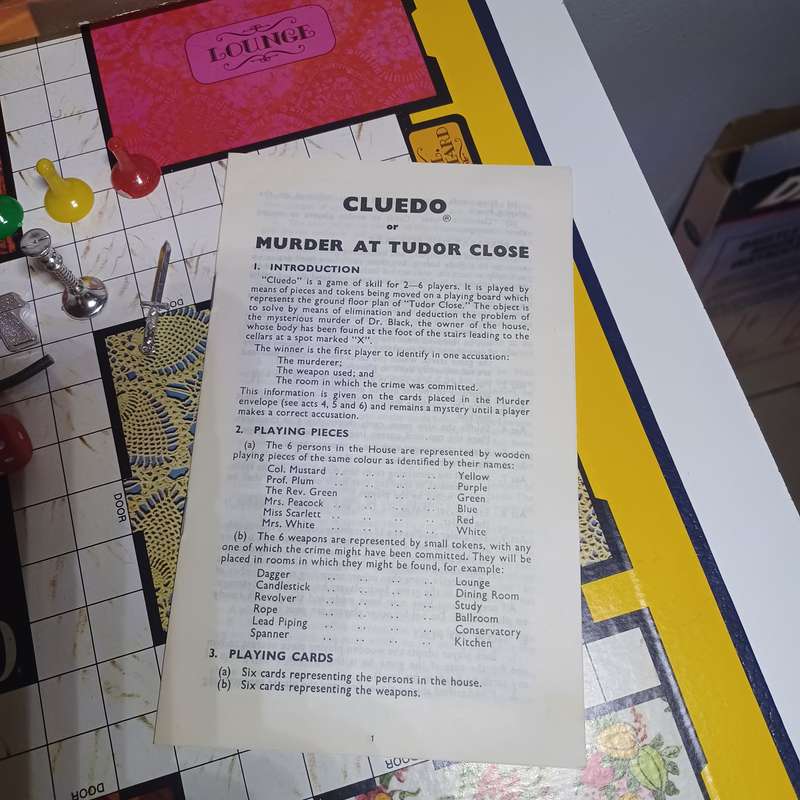 LOUNGE
CLUEDO®
or
MURDER AT TUDOR CLOSE
1. INTRODUCTION
"Cluedo" is a game of skill for 2—6 players. It is played by
means of pieces and tokens being moved on a playing board which
represents the ground floor plan of "Tudor Close." The object is
to solve by means of elimination and deduction the problem of
the mysterious murder of Dr. Black, the owner of the house,
whose body has been found at the foot of the stairs leading to the
cellars at a spot marked "X".
The winner is the first player to identify in one accusation:
The murderer;
The weapon used; and
The room in which the crime was committed.
This information is given on the cards placed in the Murder
envelope (see acts 4, 5 and 6) and remains a mystery until a player
makes a correct accusation.
2. PLAYING PIECES
(a) The 6 persons in the House are represented by wooden
playing pieces of the same colour as identified by their names:
Col. Mustard .. .. .. .. Yellow
Prof. Plum .. .. .. .. Purple
The Rev. Green .. .. .. Green
Mrs. Peacock .. .. .. .. Blue
Miss Scarlett .. .. .. .. Red
Mrs. White .. .. .. .. White
(b) The 6 weapons are represented by small tokens, with any
one of which the crime might have been committed. They will be
placed in rooms in which they might be found, for example:
Dagger .. .. .. .. Lounge
Candlestick .. .. .. .. Dining Room
Revolver .. .. .. .. Study
Rope .. .. .. .. Ballroom
Lead Piping .. .. .. .. Conservatory
Spanner .. .. .. .. Kitchen
3. PLAYING CARDS
(a) Six cards representing the persons in the house.
(b) Six cards representing the weapons.
1
DOOR
DOOR